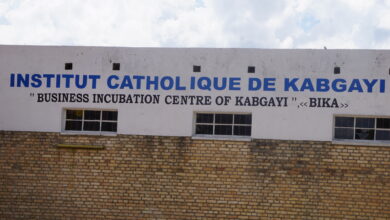 INSTITUT CATHOLIQUE DE KABGAYI
" BUSINESS INCUBATION CENTRE OF KABGAYI ",<<BIKA>>